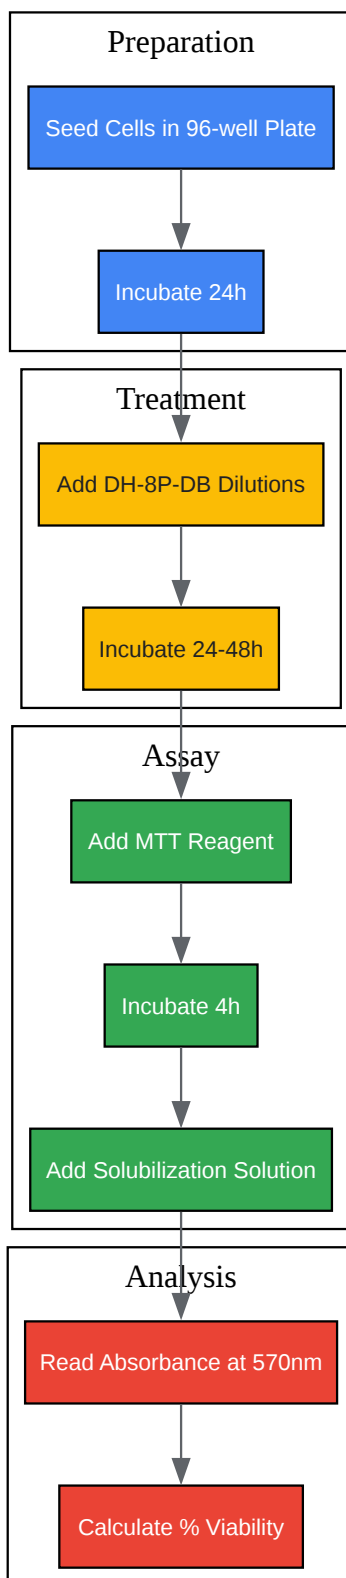 Preparation
Seed Cells in 96-well Plate
Incubate 24h
Treatment
Add DH-8P-DB Dilutions
Incubate 24-48h
Assay
Add MTT Reagent
Incubate 4h
Add Solubilization Solution
Analysis
Read Absorbance at 570nm
Calculate % Viability